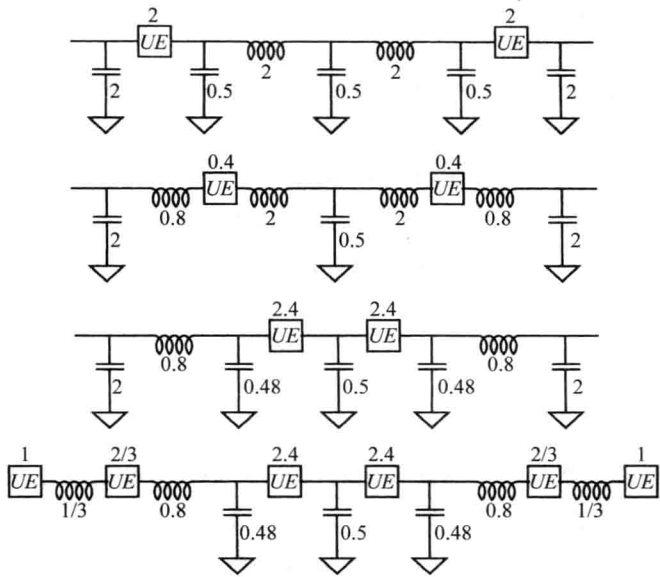 2 2
UE UE
2 0.5 2 0.5 2 0.5 2
0.4 0.4
UE UE
2 0.8 2 0.5 2 0.8 2
2.4 2.4
UE UE
2 0.8 0.48 0.5 0.48 0.8 2
1 2/3 2.4 2.4 2/3 1
UE UE UE UE UE UE
1/3 0.8 0.48 0.5 0.48 0.8 1/3